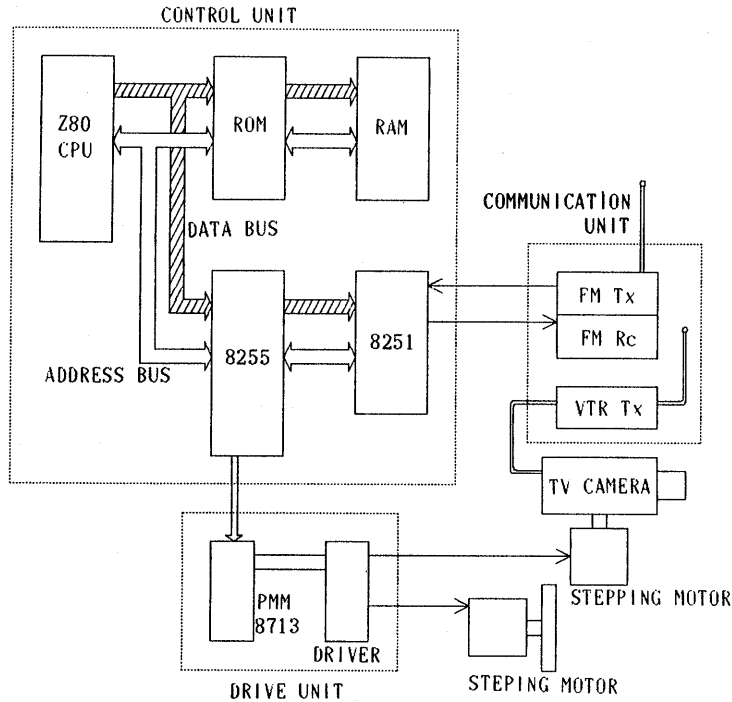 CONTROL UNIT
Z80
CPU
ROM
RAM
DATA BUS
ADDRESS BUS
8255
8251
COMMUNICATION
UNIT
FM Tx
FM Rc
VTR Tx
TV CAMERA
STEPPING MOTOR
PMM
8713
DRIVER
STEPING MOTOR
DRIVE UNIT